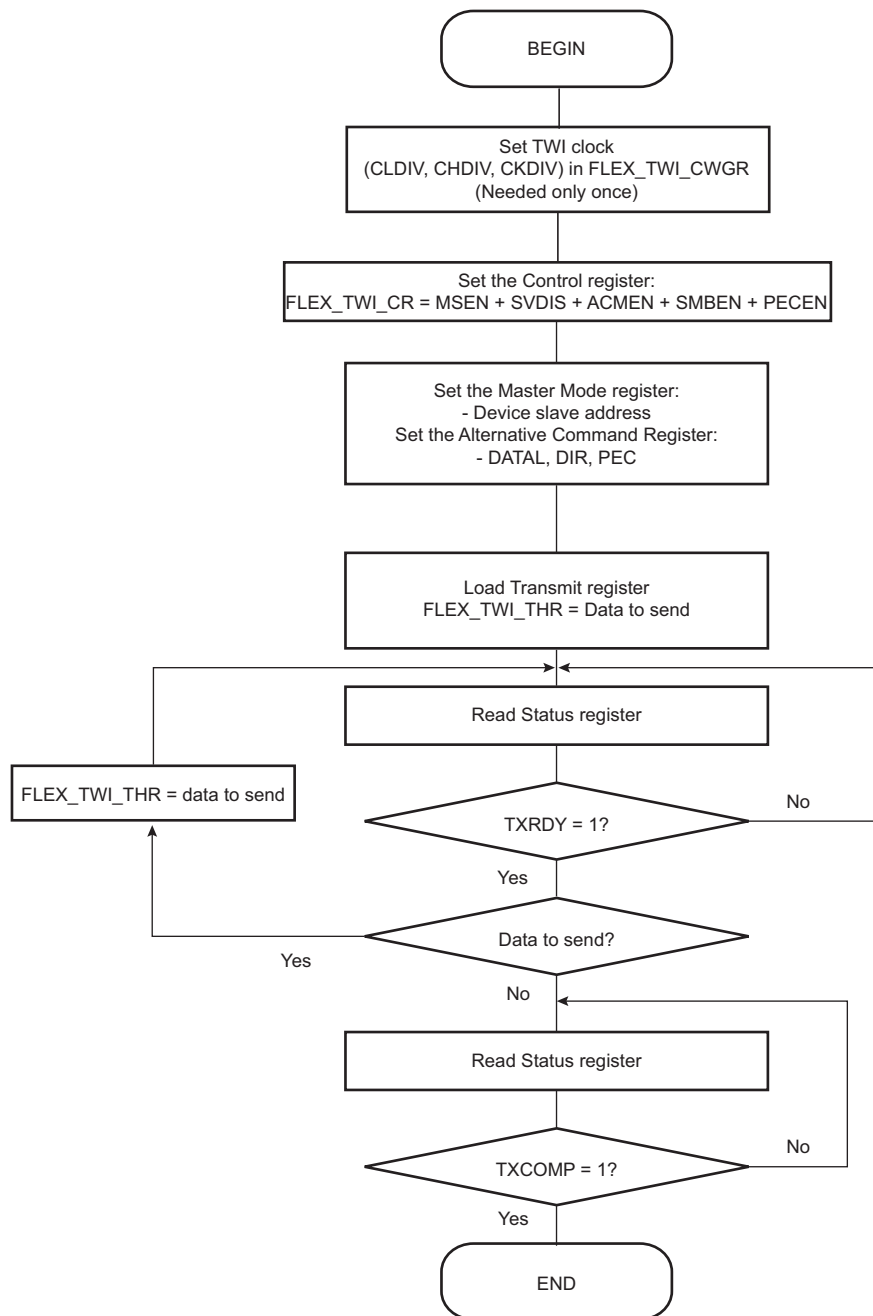 BEGIN
Set TWI clock
(CLDIV, CHDIV, CKDIV) in FLEX_TWI_CWGR
(Needed only once)
Set the Control register:
FLEX_TWI_CR = MSEN + SVDIS + ACMEN + SMBEN + PECEN
Set the Master Mode register:
- Device slave address
Set the Alternative Command Register:
- DATAL, DIR, PEC
Load Transmit register
FLEX_TWI_THR = Data to send
Read Status register
FLEX_TWI_THR = data to send
TXRDY = 1?
No
Yes
Data to send?
Yes
No
Read Status register
TXCOMP = 1?
No
Yes
END